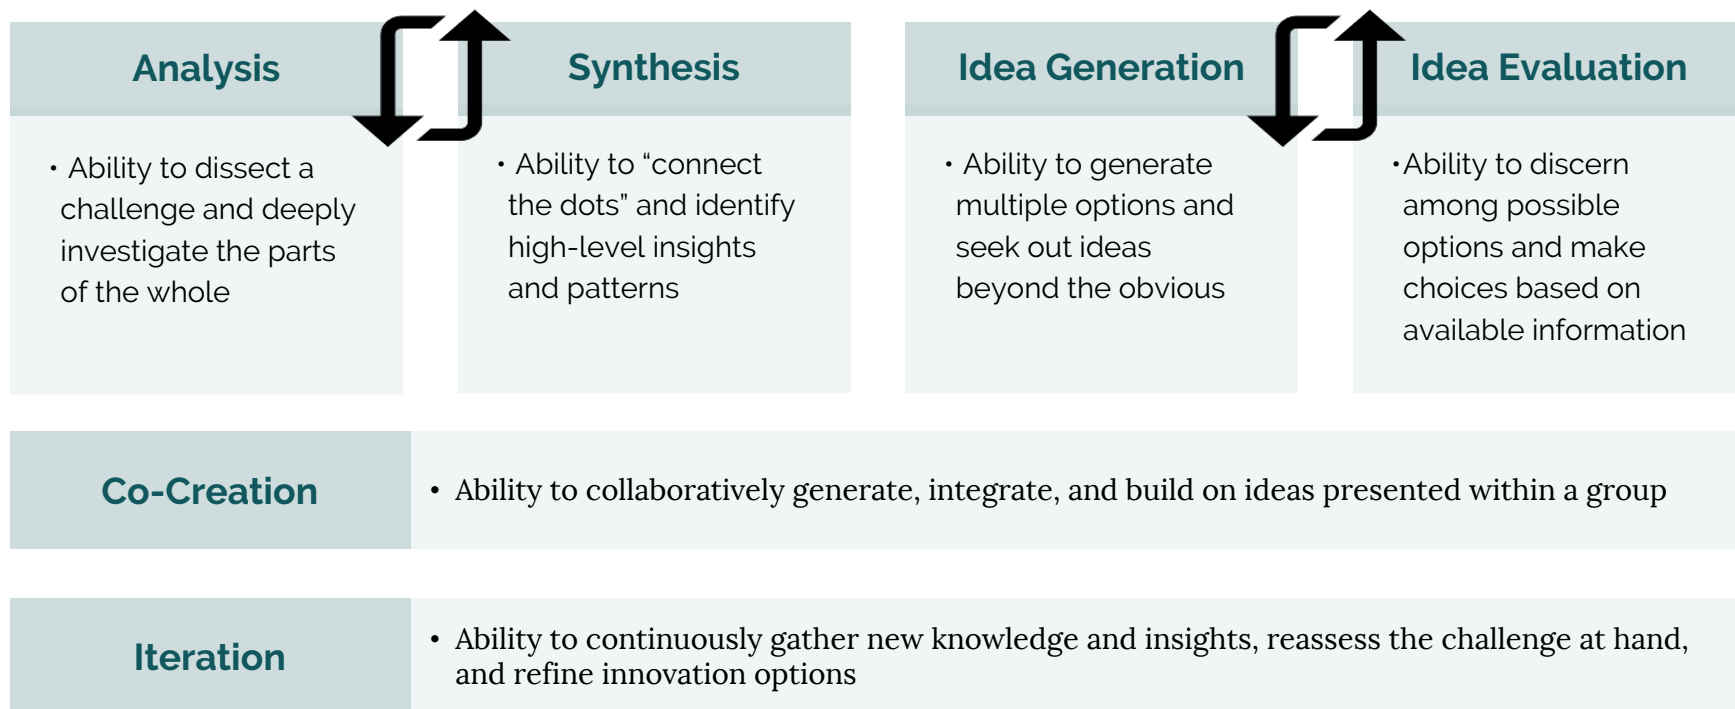 Analysis
• Ability to dissect a
challenge and deeply
investigate the parts
of the whole
Synthesis
• Ability to “connect
the dots” and identify
high-level insights
and patterns
Idea Generation
• Ability to generate
multiple options and
seek out ideas
beyond the obvious
Idea Evaluation
• Ability to discern
among possible
options and make
choices based on
available information
Co-Creation
• Ability to collaboratively generate, integrate, and build on ideas presented within a group
Iteration
• Ability to continuously gather new knowledge and insights, reassess the challenge at hand,
and refine innovation options